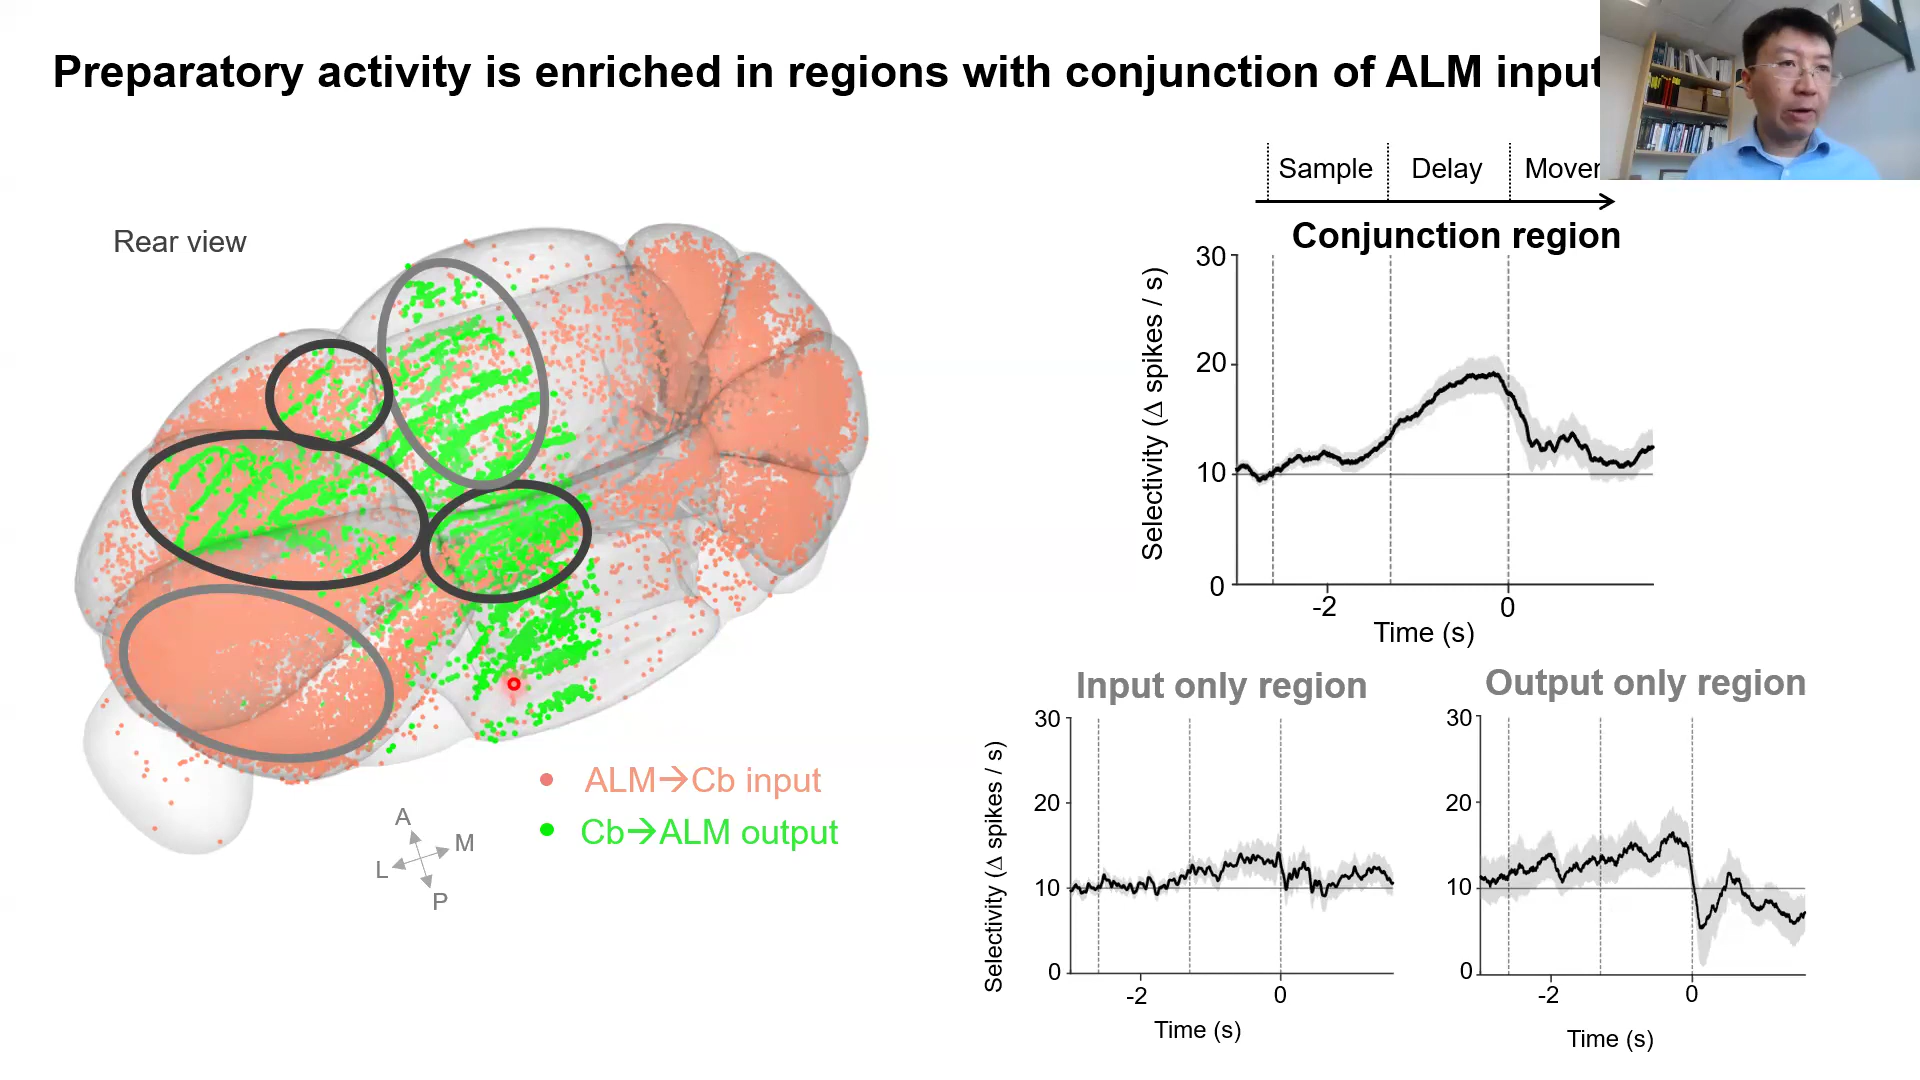 Preparatory activity is enriched in regions with conjunction of ALM input
Rear view
Sample Delay
Conjunction region
Selectivity (Δ spikes / s)
30
20
10
0
-2 0
Time (s)
ALM→Cb input
Cb→ALM output
A
M
L
P
Input only region
Selectivity (Δ spikes / s)
30
20
10
0
-2 0
Time (s)
Output only region
30
20
10
0
-2 0
Time (s)